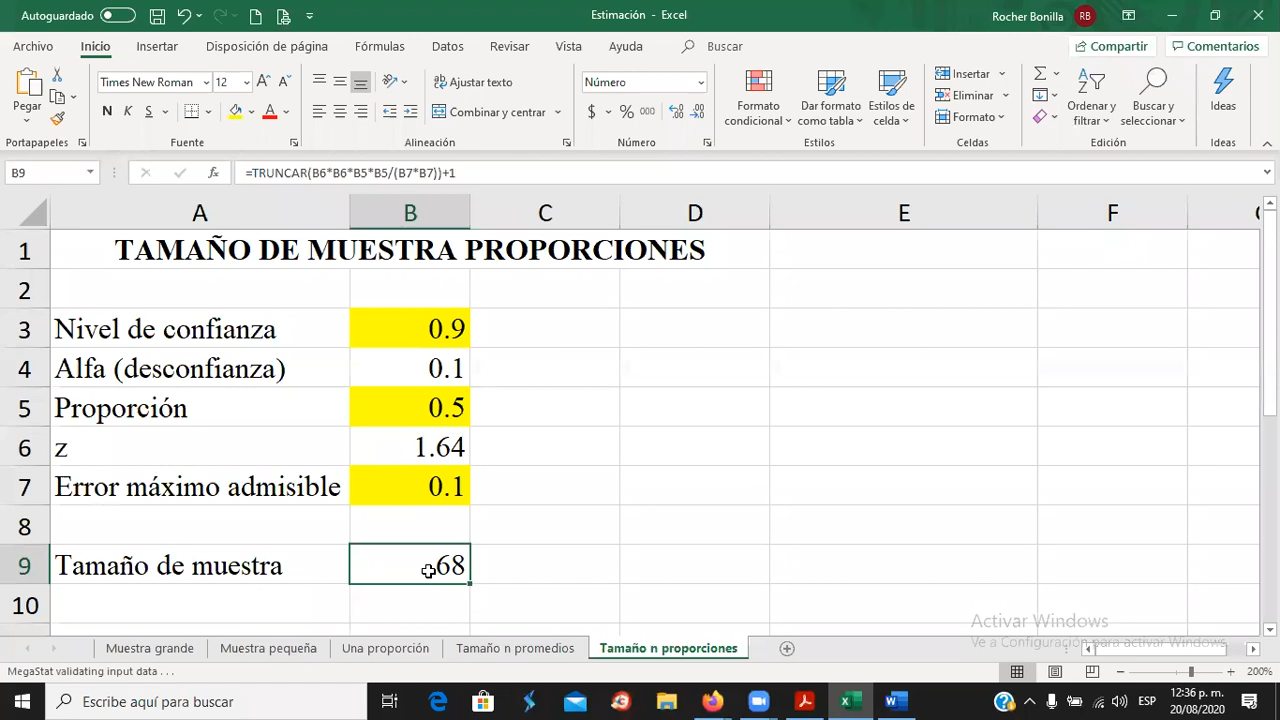 Autoguardado
Estimación - Excel
Rocher Bonilla RB
Archivo Inicio Insertar Disposición de página Fórmulas Datos Revisar Vista Ayuda Buscar Compartir Comentarios
Pegar
Times New Roman 12
N K S
Ajustar texto
Combinar y centrar
Número
$ % 000
Formato condicional
Dar formato como tabla
Estilos de celda
Insertar
Eliminar
Formato
Ordenar y filtrar
Buscar y seleccionar
Ideas
Portapapeles Fuente Alineación Número Estilos Celdas Edición Ideas
B9 fx =TRUNCAR(B6*B6*B5*B5/(B7*B7))+1
A B C D E F
1 TAMAÑO DE MUESTRA PROPORCIONES
2
3 Nivel de confianza 0.9
4 Alfa (desconfianza) 0.1
5 Proporción 0.5
6 z 1.64
7 Error máximo admisible 0.1
8
9 Tamaño de muestra 68
10
Activar Windows
Ve a Configuración para activar Windows.
Muestra grande Muestra pequeña Una proporción Tamaño n promedios Tamaño n proporciones
MegaStat validating input data . . . 200%
Escribe aquí para buscar
ESP
12:36 p. m.
20/08/2020